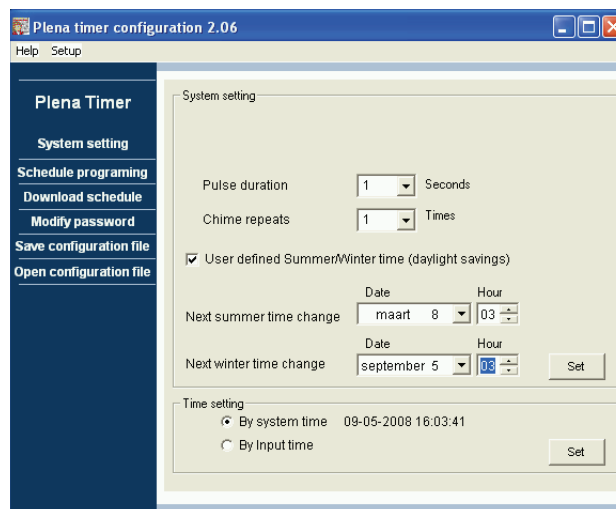 Plena timer configuration 2.06
Help Setup
Plena Timer
System setting
Schedule programing
Download schedule
Modify password
Save configuration file
Open configuration file
System setting
Pulse duration 1 Seconds
Chime repeats 1 Times
User defined Summer/Winter time (daylight savings)
Date Hour
Next summer time change maart 8 03
Date Hour
Next winter time change september 5 03 Set
Time setting
By system time 09-05-2008 16:03:41
By Input time
Set